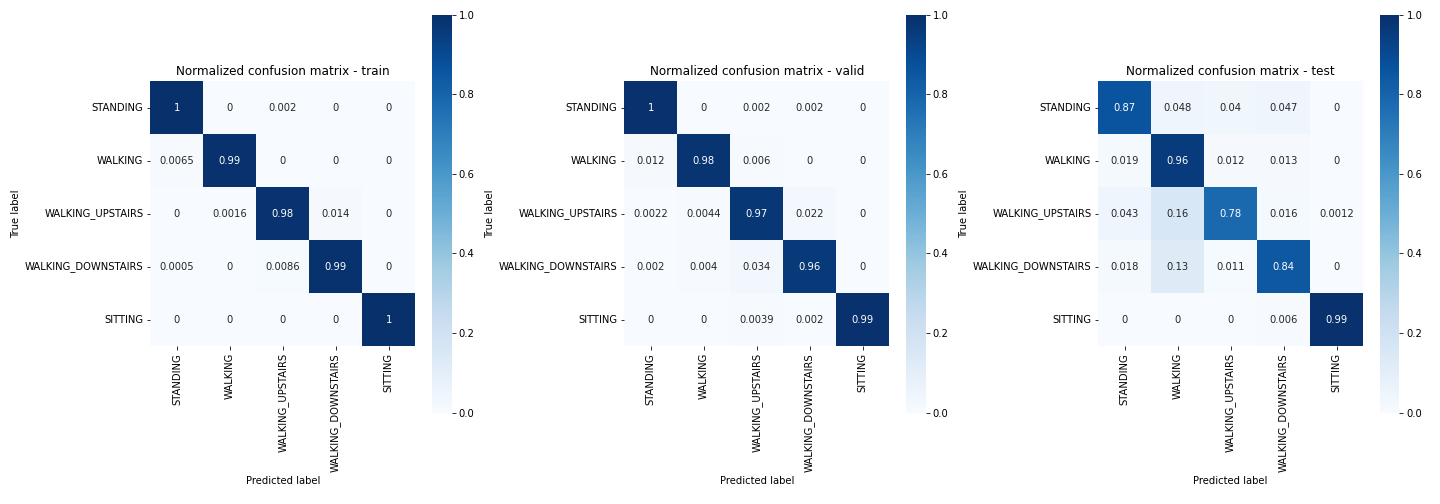 Normalized confusion matrix - train
True label
STANDING 1 0 0.002 0 0
WALKING 0.0065 0.99 0 0 0
WALKING_UPSTAIRS 0 0.0016 0.98 0.014 0
WALKING_DOWNSTAIRS 0.0005 0 0.0086 0.99 0
SITTING 0 0 0 0 1
STANDING WALKING WALKING_UPSTAIRS WALKING_DOWNSTAIRS SITTING
Predicted label
1.0
0.8
0.6
0.4
0.2
0.0
Normalized confusion matrix - valid
True label
STANDING 1 0 0.002 0.002 0
WALKING 0.012 0.98 0.006 0 0
WALKING_UPSTAIRS 0.0022 0.0044 0.97 0.022 0
WALKING_DOWNSTAIRS 0.002 0.004 0.034 0.96 0
SITTING 0 0 0.0039 0.002 0.99
STANDING WALKING WALKING_UPSTAIRS WALKING_DOWNSTAIRS SITTING
Predicted label
1.0
0.8
0.6
0.4
0.2
0.0
Normalized confusion matrix - test
True label
STANDING 0.87 0.048 0.04 0.047 0
WALKING 0.019 0.96 0.012 0.013 0
WALKING_UPSTAIRS 0.043 0.16 0.78 0.016 0.0012
WALKING_DOWNSTAIRS 0.018 0.13 0.011 0.84 0
SITTING 0 0 0 0.006 0.99
STANDING WALKING WALKING_UPSTAIRS WALKING_DOWNSTAIRS SITTING
Predicted label
1.0
0.8
0.6
0.4
0.2
0.0